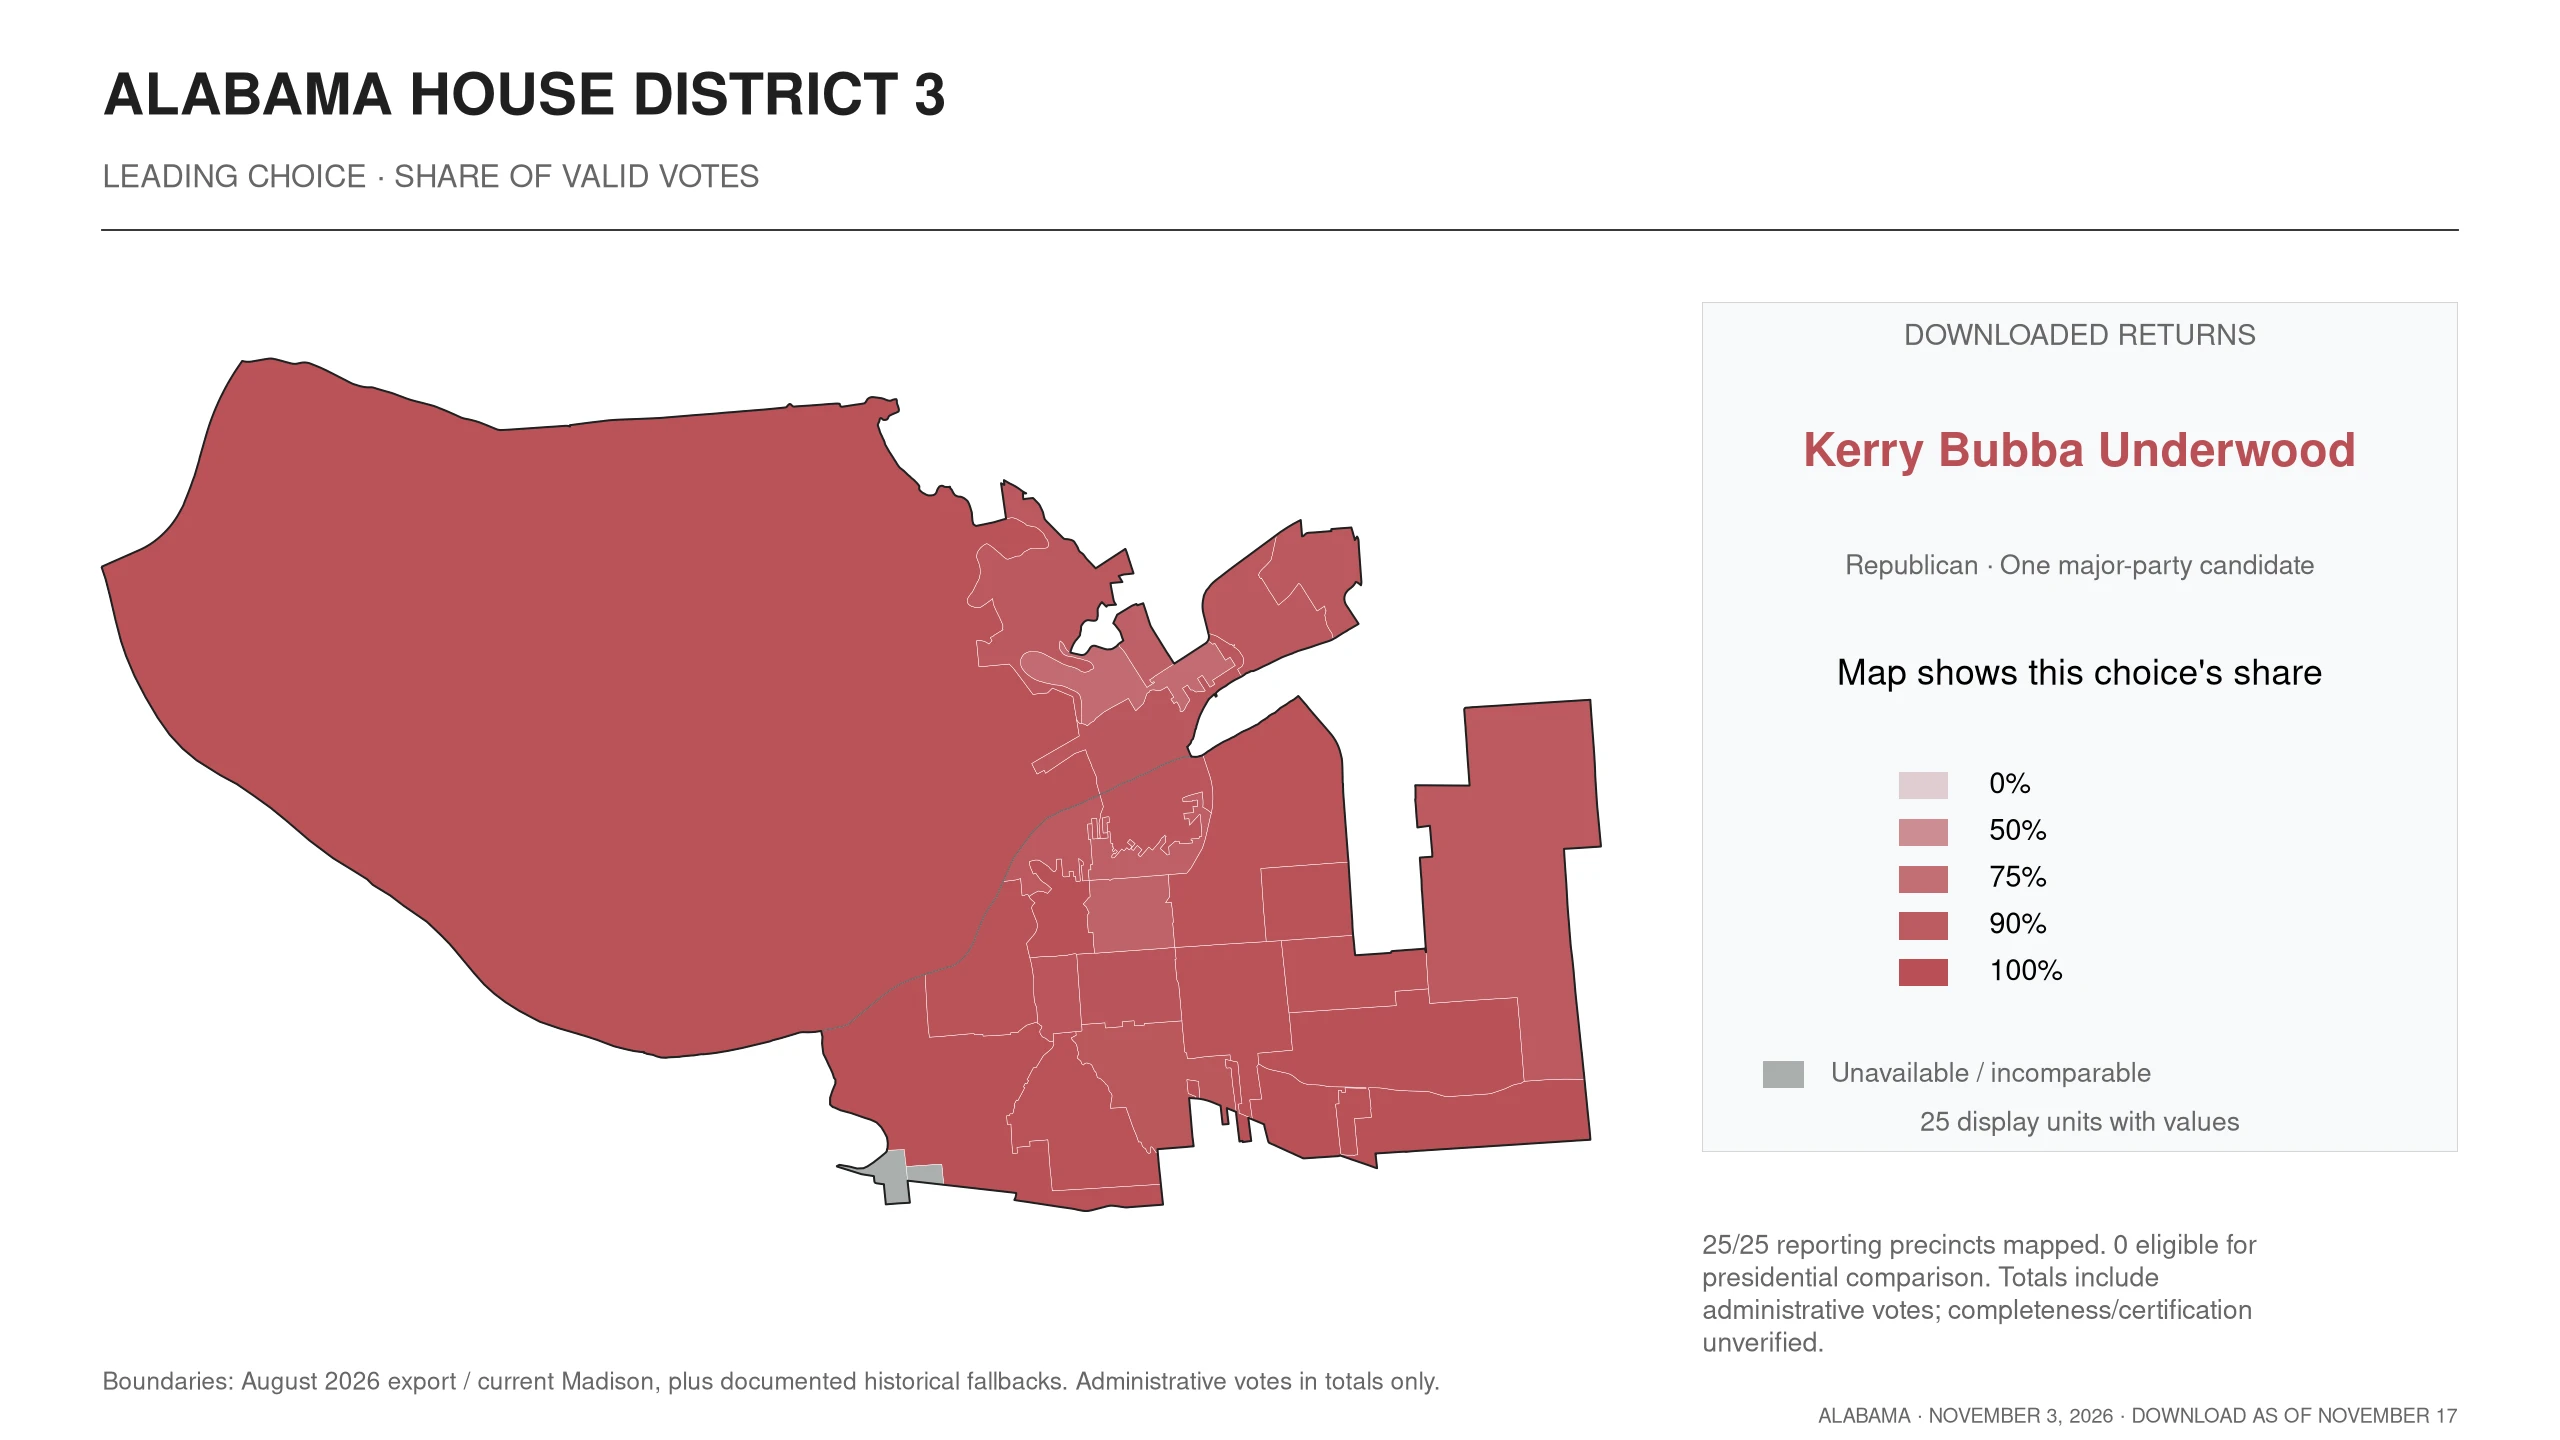 ALABAMA HOUSE DISTRICT 3
LEADING CHOICE · SHARE OF VALID VOTES
DOWNLOADED RETURNS
Kerry Bubba Underwood
Republican · One major-party candidate
Map shows this choice's share
0%
50%
75%
90%
100%
Unavailable / incomparable
25 display units with values
25/25 reporting precincts mapped. 0 eligible for
presidential comparison. Totals include
administrative votes; completeness/certification
unverified.
Boundaries: August 2026 export / current Madison, plus documented historical fallbacks. Administrative votes in totals only.
ALABAMA · NOVEMBER 3, 2026 · DOWNLOAD AS OF NOVEMBER 17